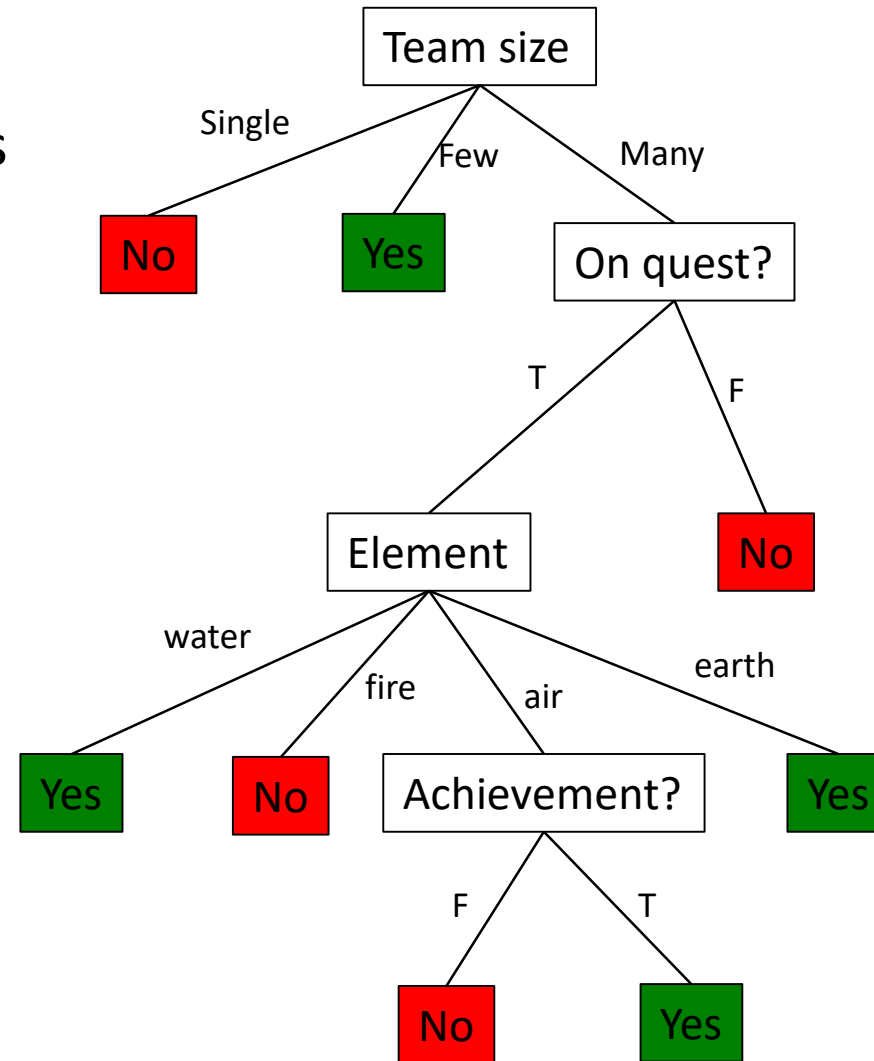 Team size
s
Single
Few
Many
No
Yes
On quest?
T
F
Element
No
water
fire
air
earth
Yes
No
Achievement?
Yes
F
T
No
Yes